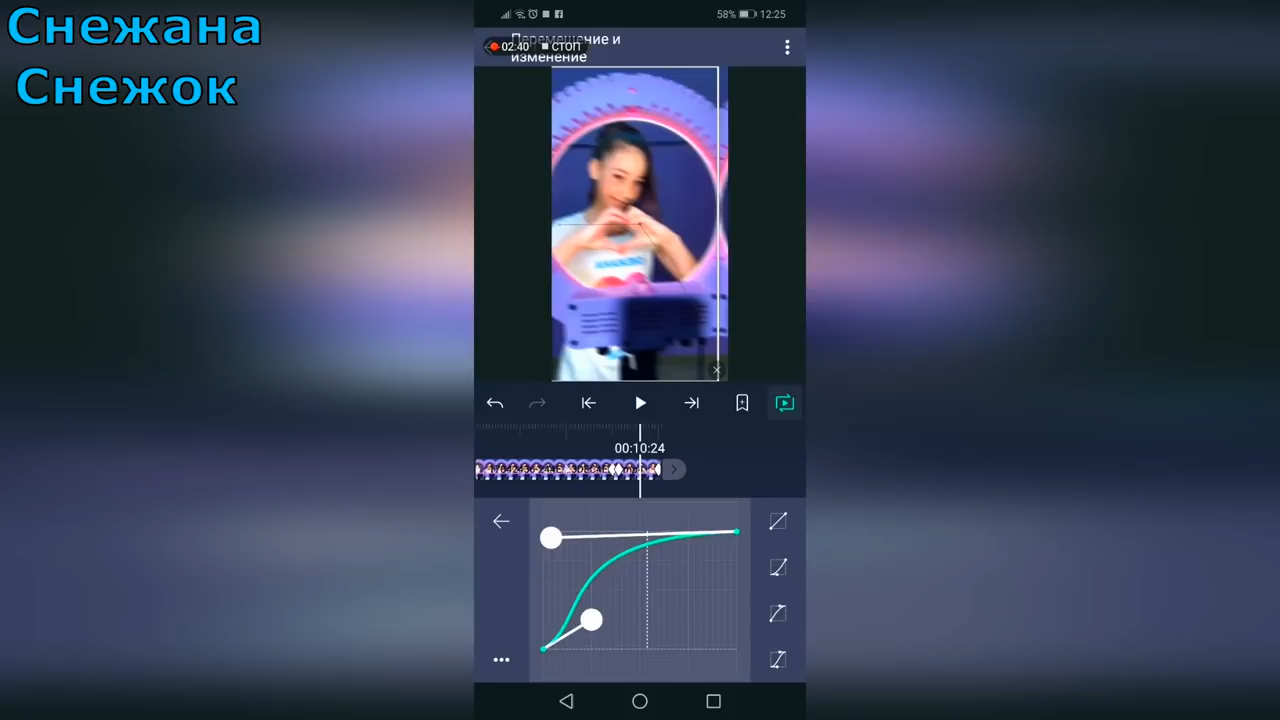 Снежана
Снежок
58% 12:25
Перемещение и
02:40 СТОП
изменение
00:10:24